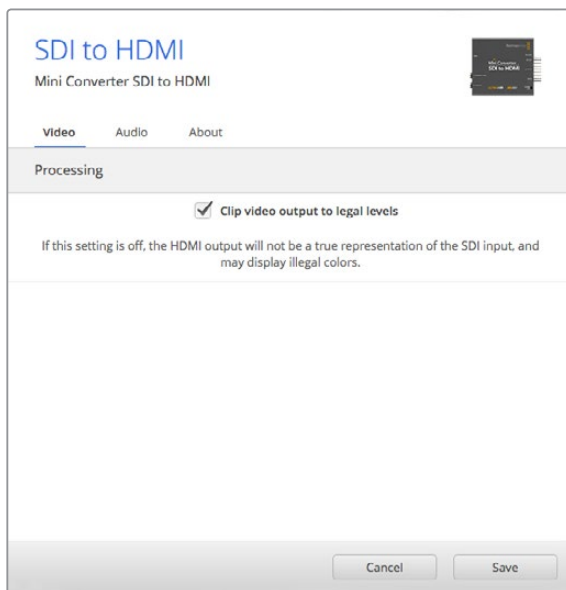 SDI to HDMI
Mini Converter SDI to HDMI
Video Audio About
Processing
Clip video output to legal levels
If this setting is off, the HDMI output will not be a true representation of the SDI input, and
may display illegal colors.
Cancel Save